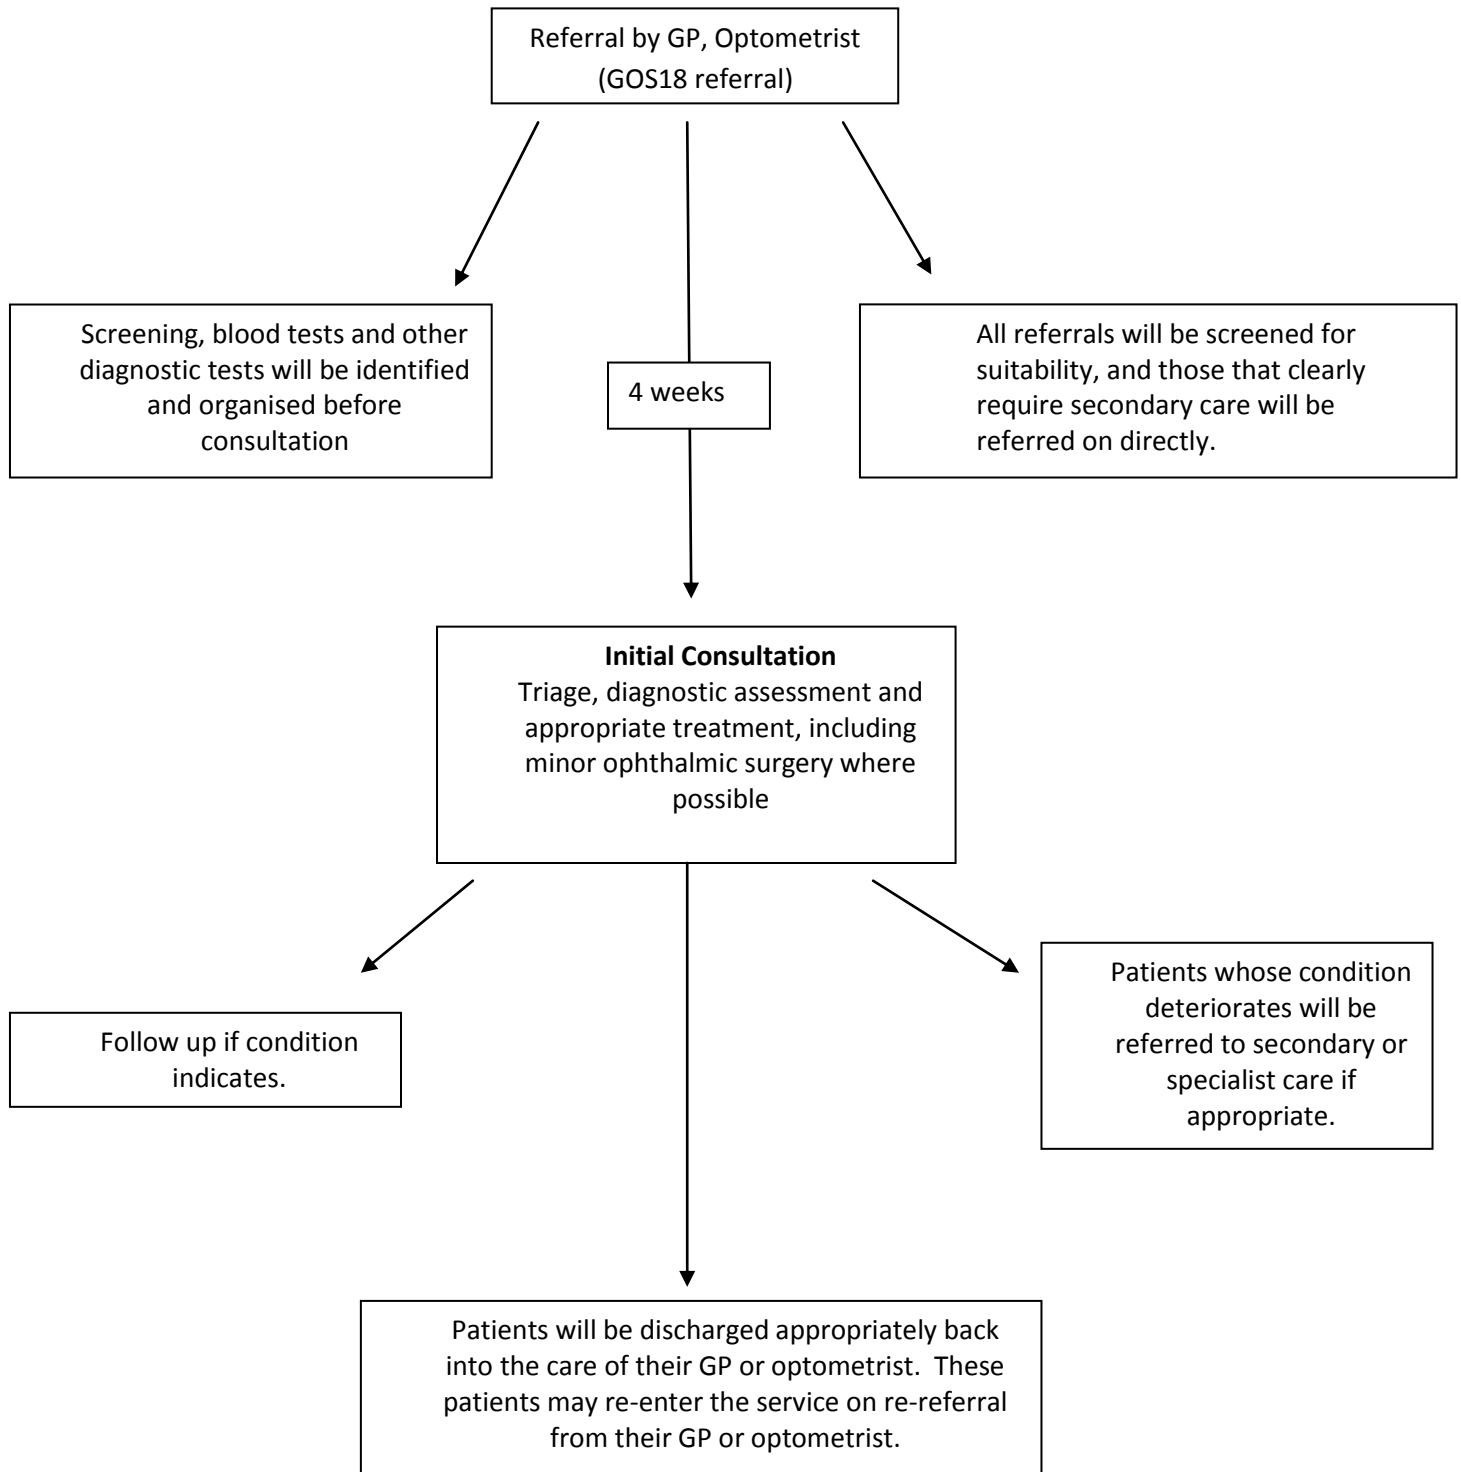 Referral by GP, Optometrist
(GOS18 referral)
Screening, blood tests and other
diagnostic tests will be identified
and organised before
consultation
4 weeks
All referrals will be screened for
suitability, and those that clearly
require secondary care will be
referred on directly.
Initial Consultation
Triage, diagnostic assessment and
appropriate treatment, including
minor ophthalmic surgery where
possible
Follow up if condition
indicates.
Patients whose condition
deteriorates will be
referred to secondary or
specialist care if
appropriate.
Patients will be discharged appropriately back
into the care of their GP or optometrist.  These
patients may re-enter the service on re-referral
from their GP or optometrist.